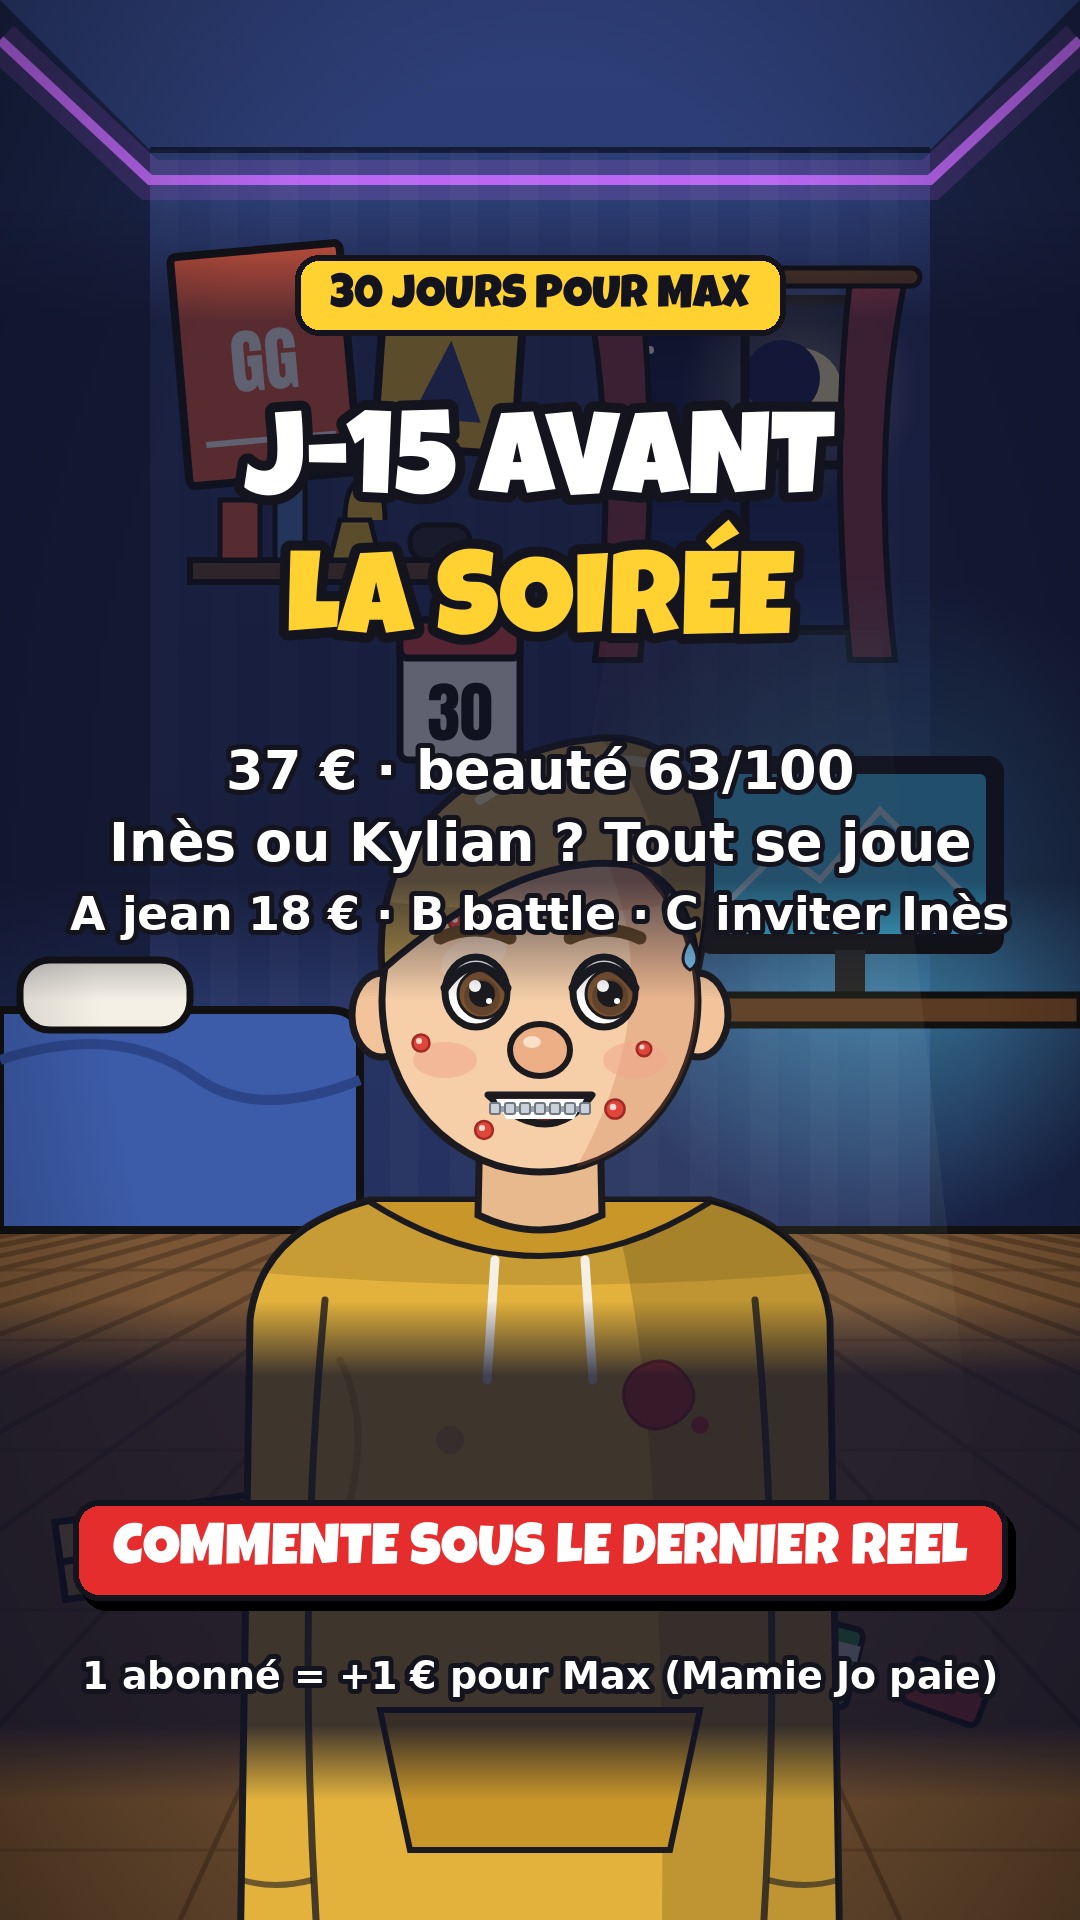 30 JOURS POUR MAX
GG
J-15 AVANT
LA SOIRÉE
30
37 € · beauté 63/100
Inès ou Kylian ? Tout se joue
A jean 18 € · B battle · C inviter Inès
COMMENTE SOUS LE DERNIER REEL
1 abonné = +1 € pour Max (Mamie Jo paie)